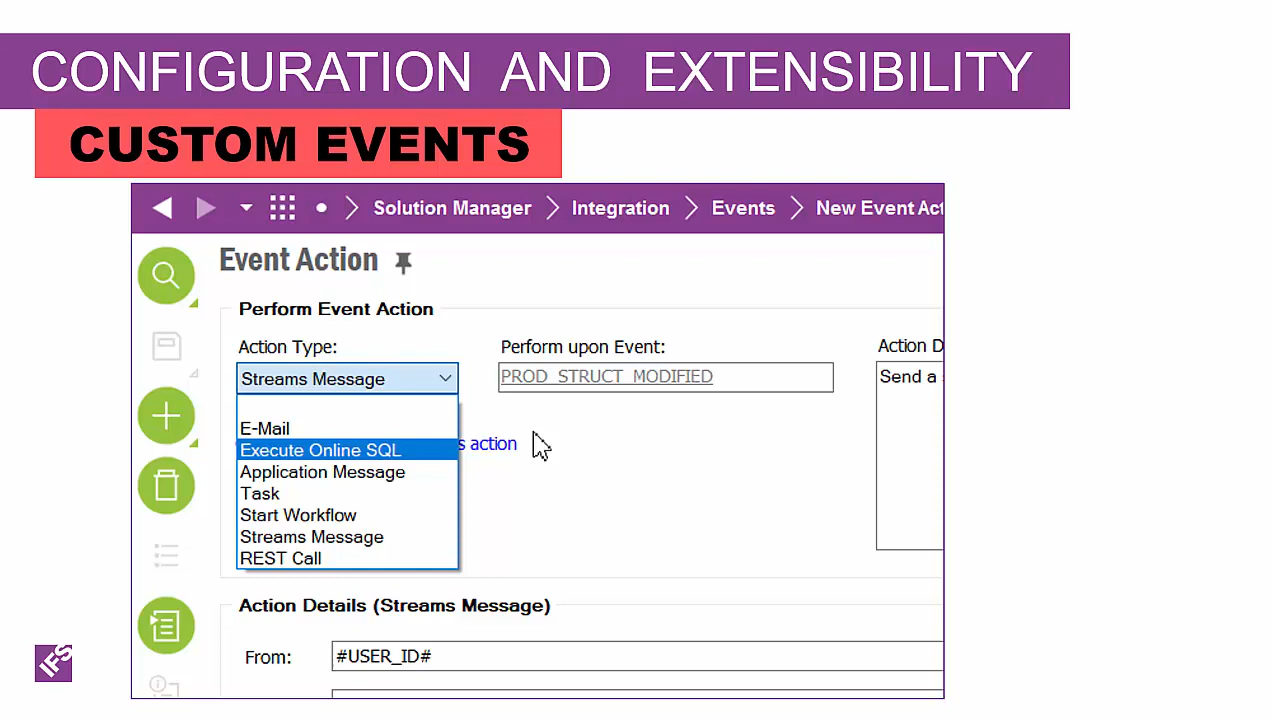 CONFIGURATION AND EXTENSIBILITY
CUSTOM EVENTS
Solution Manager Integration Events New Event Act
Event Action
Perform Event Action
Action Type: Perform upon Event: Action D
Streams Message PROD_STRUCT_MODIFIED Send a
E-Mail
Execute Online SQL s action
Application Message
Task
Start Workflow
Streams Message
REST Call
Action Details (Streams Message)
From: #USER_ID#
IFS